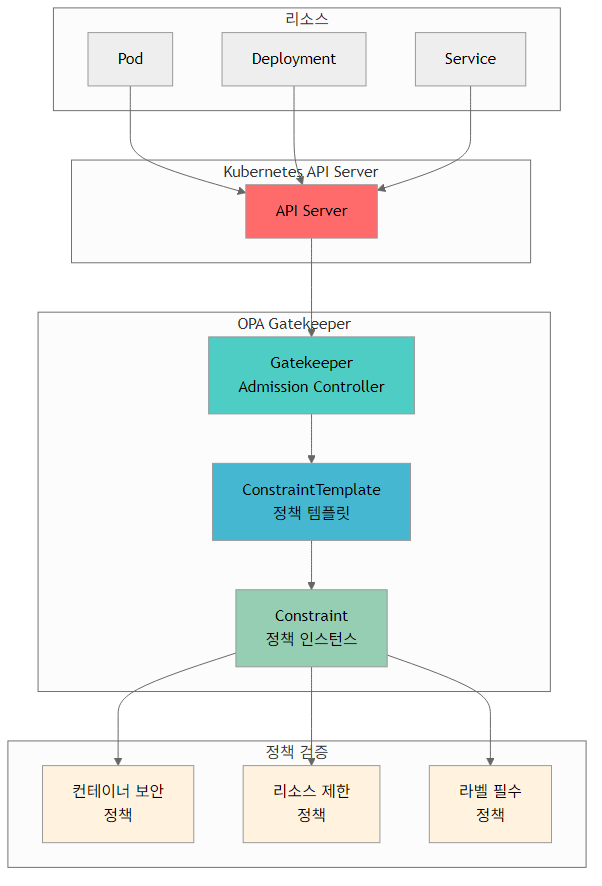 리소스
Pod
Deployment
Service
Kubernetes API Server
API Server
OPA Gatekeeper
Gatekeeper
Admission Controller
ConstraintTemplate
정책 템플릿
Constraint
정책 인스턴스
정책 검증
컨테이너 보안
정책
리소스 제한
정책
라벨 필수
정책